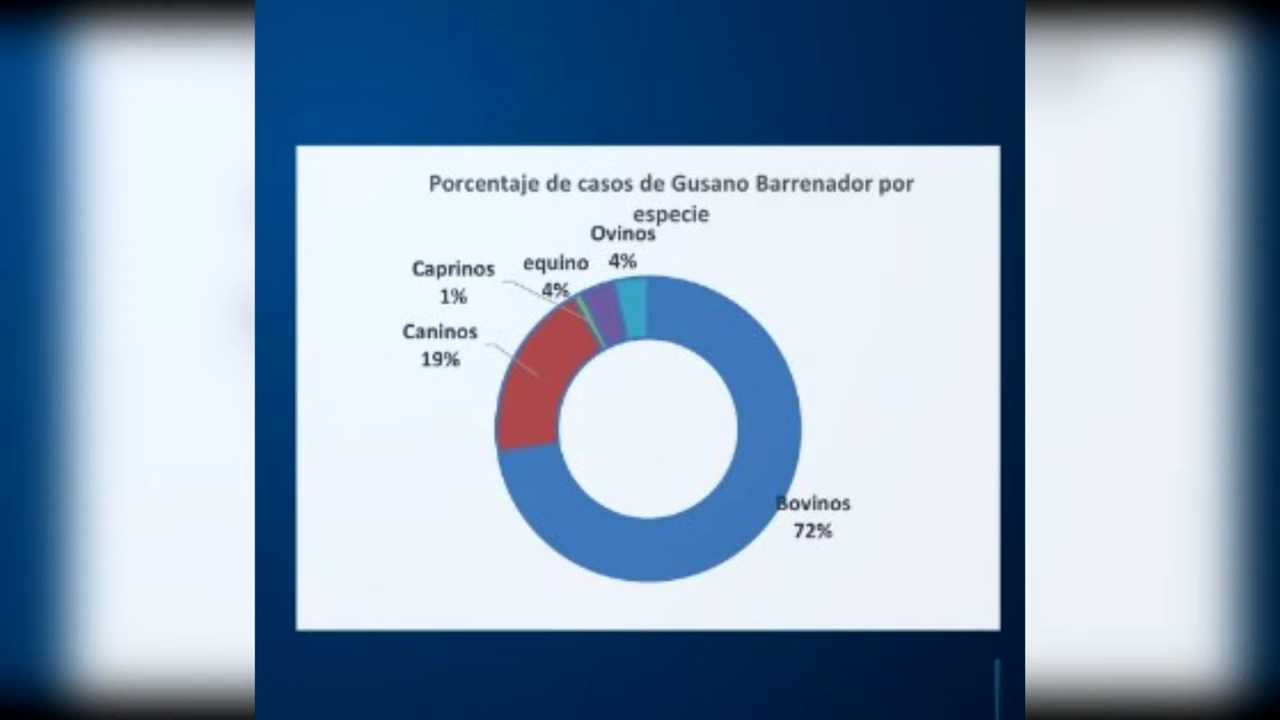 Porcentaje de casos de Gusano Barrenador por
especie
Ovinos
4%
equino
4%
Caprinos
1%
Caninos
19%
Bovinos
72%